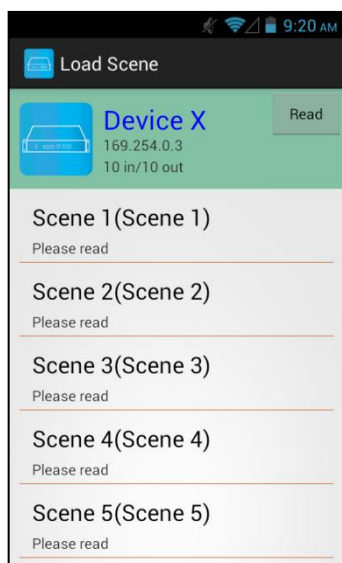 9:20 AM
Load Scene
Device X
Read
169.254.0.3
10 in/10 out
Scene 1(Scene 1)
Please read
Scene 2(Scene 2)
Please read
Scene 3(Scene 3)
Please read
Scene 4(Scene 4)
Please read
Scene 5(Scene 5)
Please read